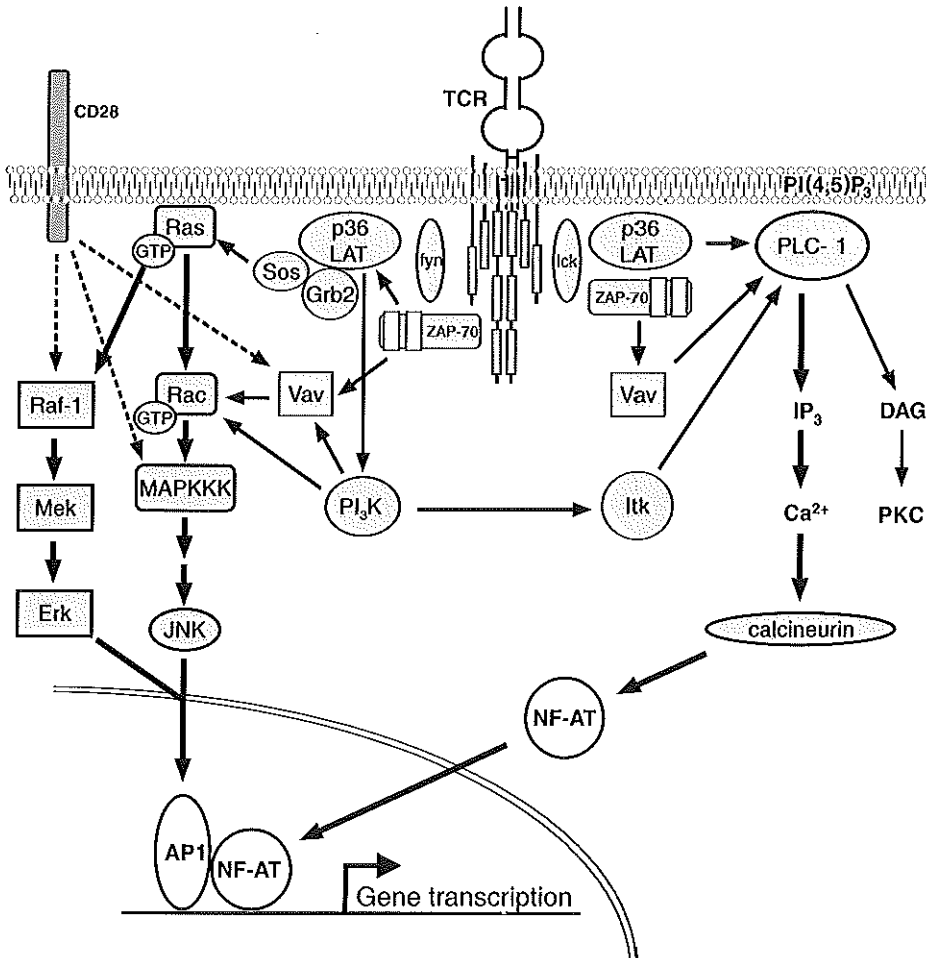 TCR
CD28
PI(4,5)P₃
Ras
GTP
p36
LAT
fyn
lck
p36
LAT
PLC- 1
Sos
Grb2
ZAP-70
ZAP-70
Raf-1
Rac
GTP
Vav
Vav
IP₃
DAG
MAPKKK
Mek
PI₃K
Itk
Ca²⁺
PKC
Erk
JNK
calcineurin
NF-AT
AP1
NF-AT
Gene transcription